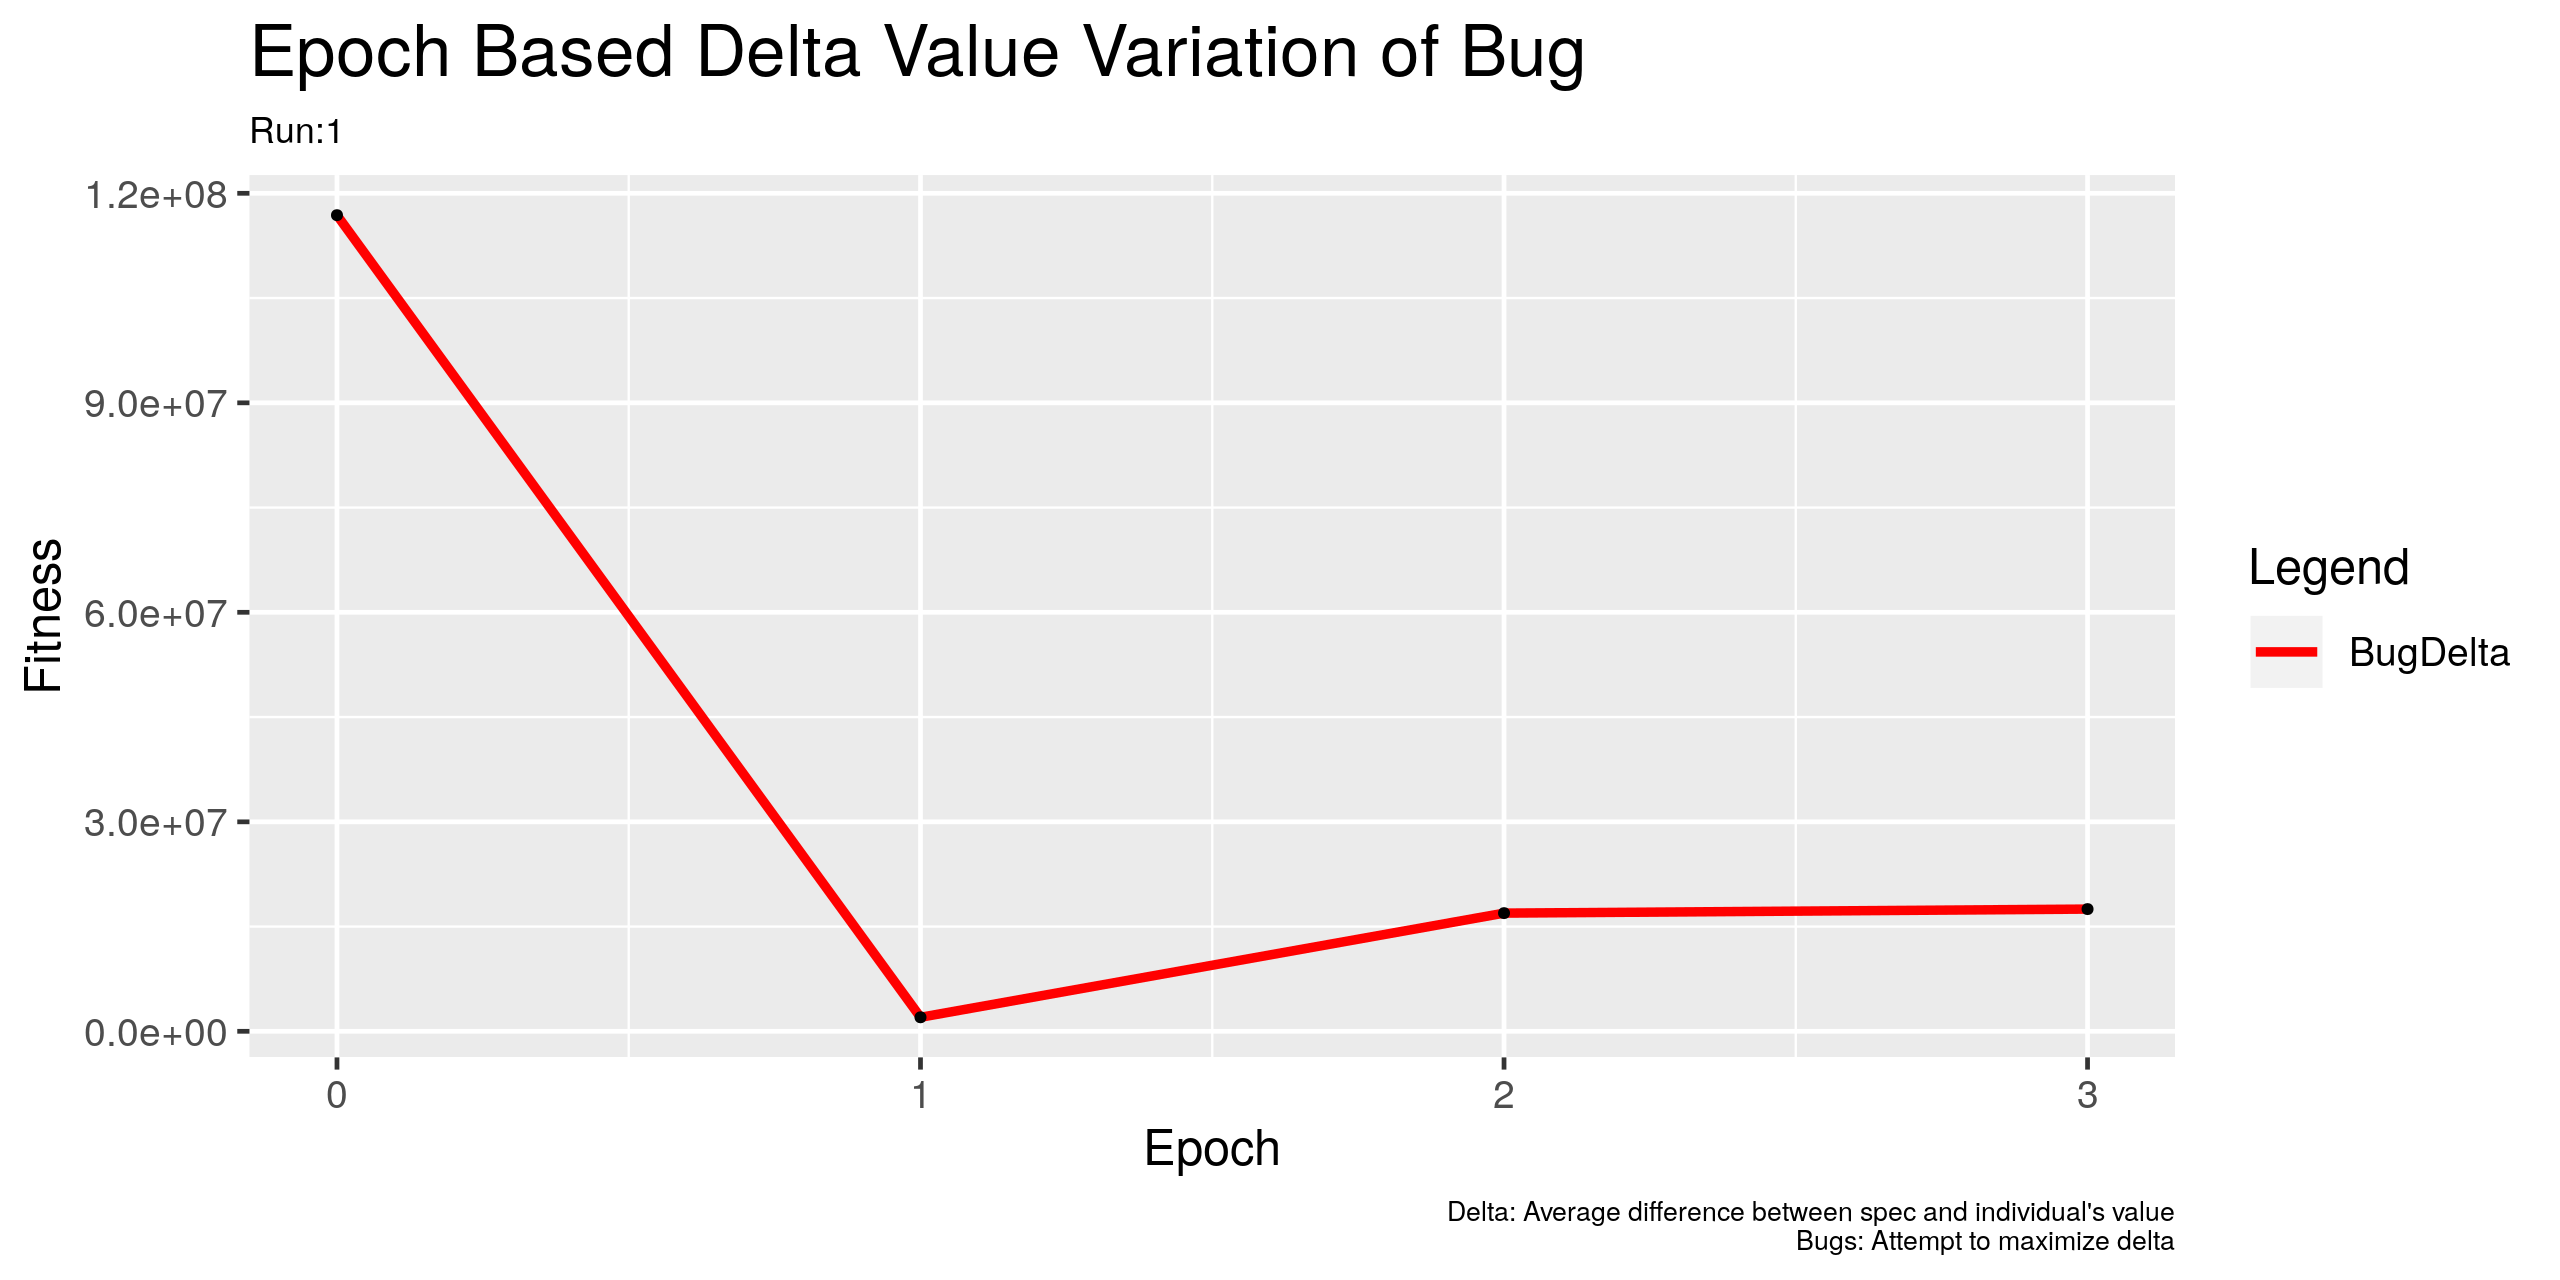 Epoch Based Delta Value Variation of Bug
Run:1
1.2e+08
9.0e+07
6.0e+07
3.0e+07
0.0e+00
Fitness
0 1 2 3
Epoch
Legend
BugDelta
Delta: Average difference between spec and individual's value
Bugs: Attempt to maximize delta